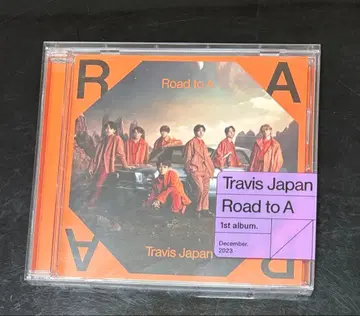 R
A
Road to A
Travis Japan
A
R
Travis Japan
Road to A
1st album.
December.
2023